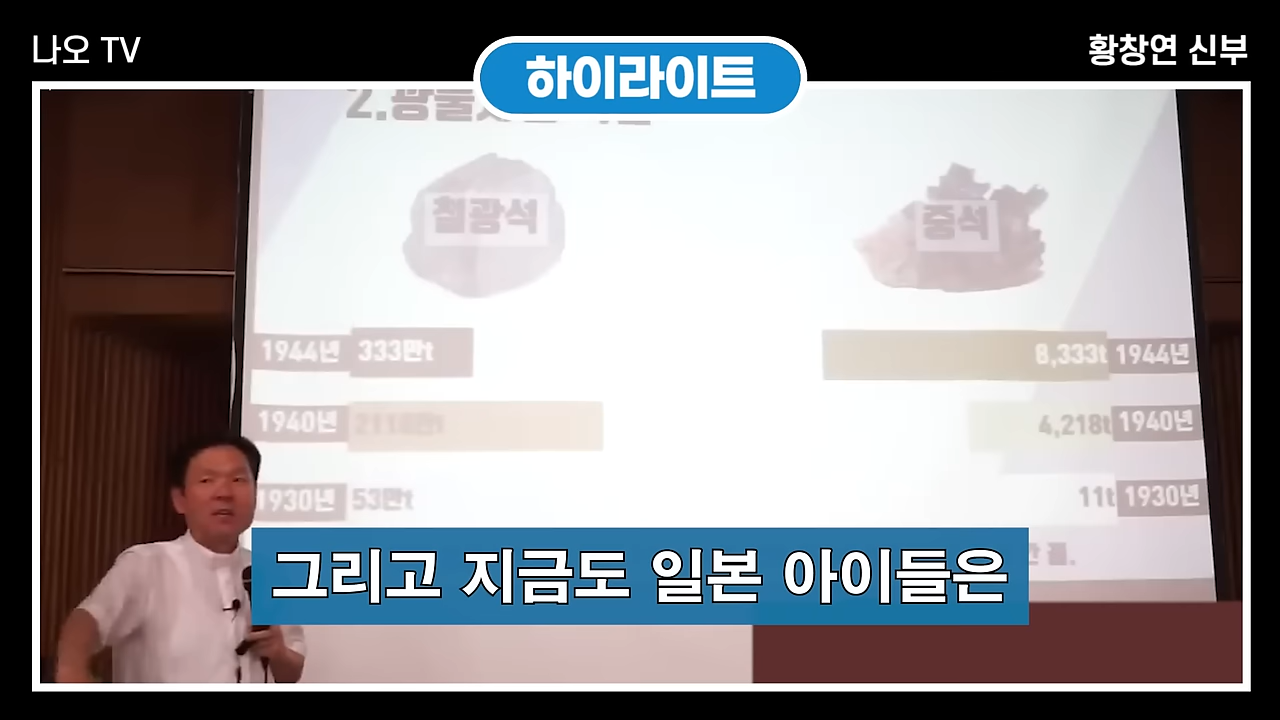 나오 TV
하이라이트
황창연 신부
철광석
중석
1944년 333만t
8,333t 1944년
1940년
4,218t 1940년
1930년 53만t
11t 1930년
그리고 지금도 일본 아이들은